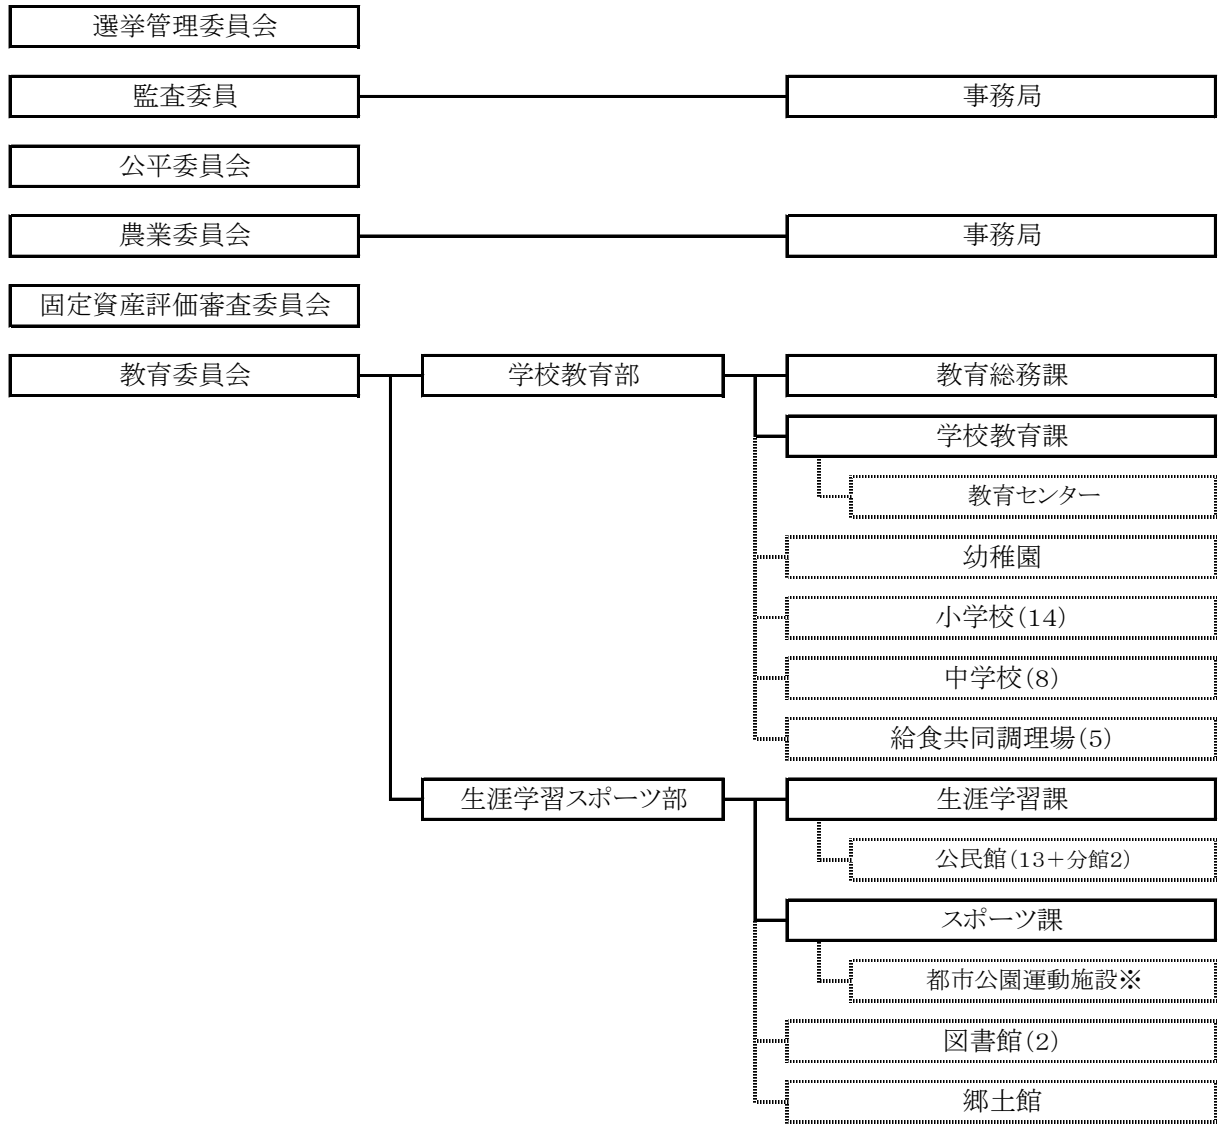 選挙管理委員会
監査委員
事務局
公平委員会
農業委員会
事務局
固定資産評価審査委員会
教育委員会
学校教育部
教育総務課
学校教育課
教育センター
幼稚園
小学校(14)
中学校(8)
給食共同調理場(5)
生涯学習スポーツ部
生涯学習課
公民館(13+分館2)
スポーツ課
都市公園運動施設※
図書館(2)
郷土館